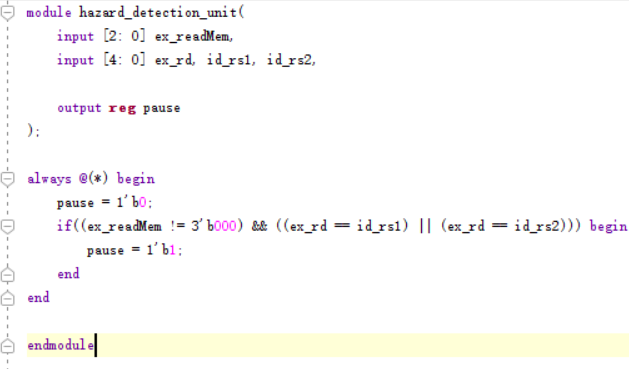 module hazard_detection_unit(
    input [2: 0] ex_readMem,
    input [4: 0] ex_rd, id_rs1, id_rs2,
    output reg pause
);
always @(*) begin
    pause = 1'b0;
    if((ex_readMem != 3'b000) && ((ex_rd == id_rs1) || (ex_rd == id_rs2))) begin
        pause = 1'b1;
    end
end
endmodule